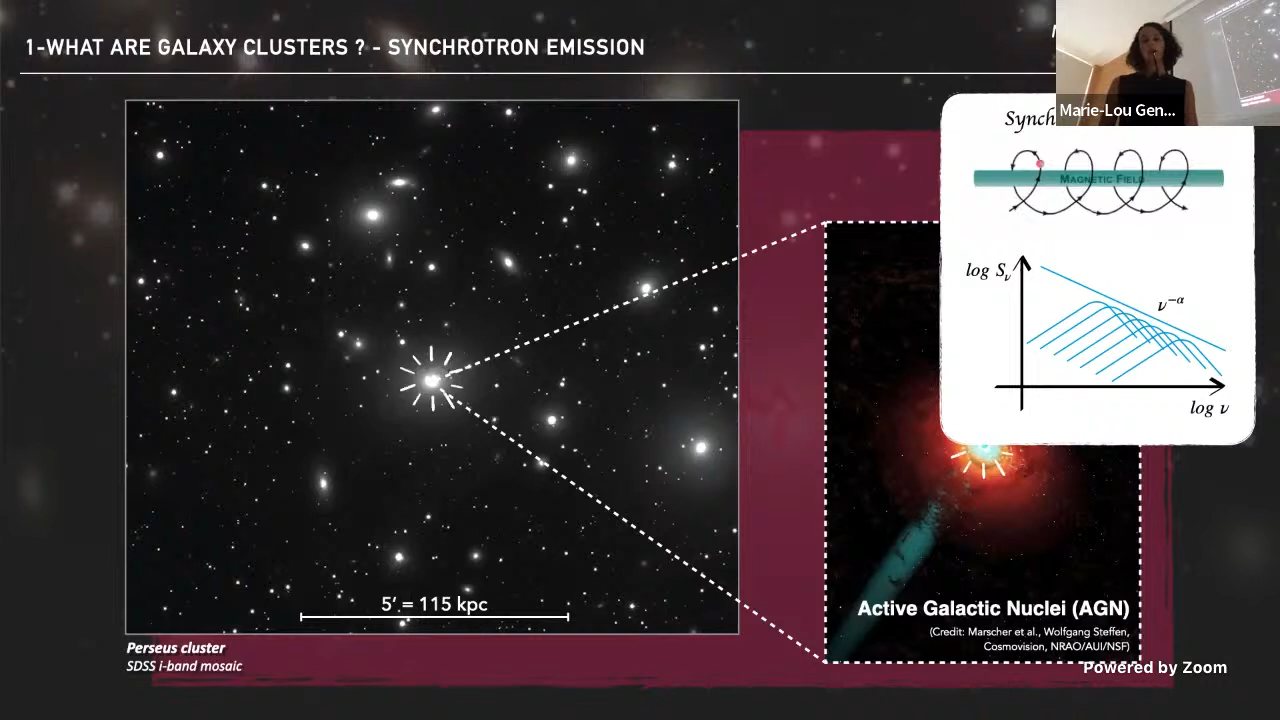 1-WHAT ARE GALAXY CLUSTERS ? - SYNCHROTRON EMISSION
Marie-Lou Gen...
MAGNETIC FIELD
log Sν
ν−α
log ν
5′ = 115 kpc
Perseus cluster
SDSS i-band mosaic
Active Galactic Nuclei (AGN)
(Credit: Marscher et al., Wolfgang Steffen,
Cosmovision, NRAO/AUI/NSF)
Powered by Zoom